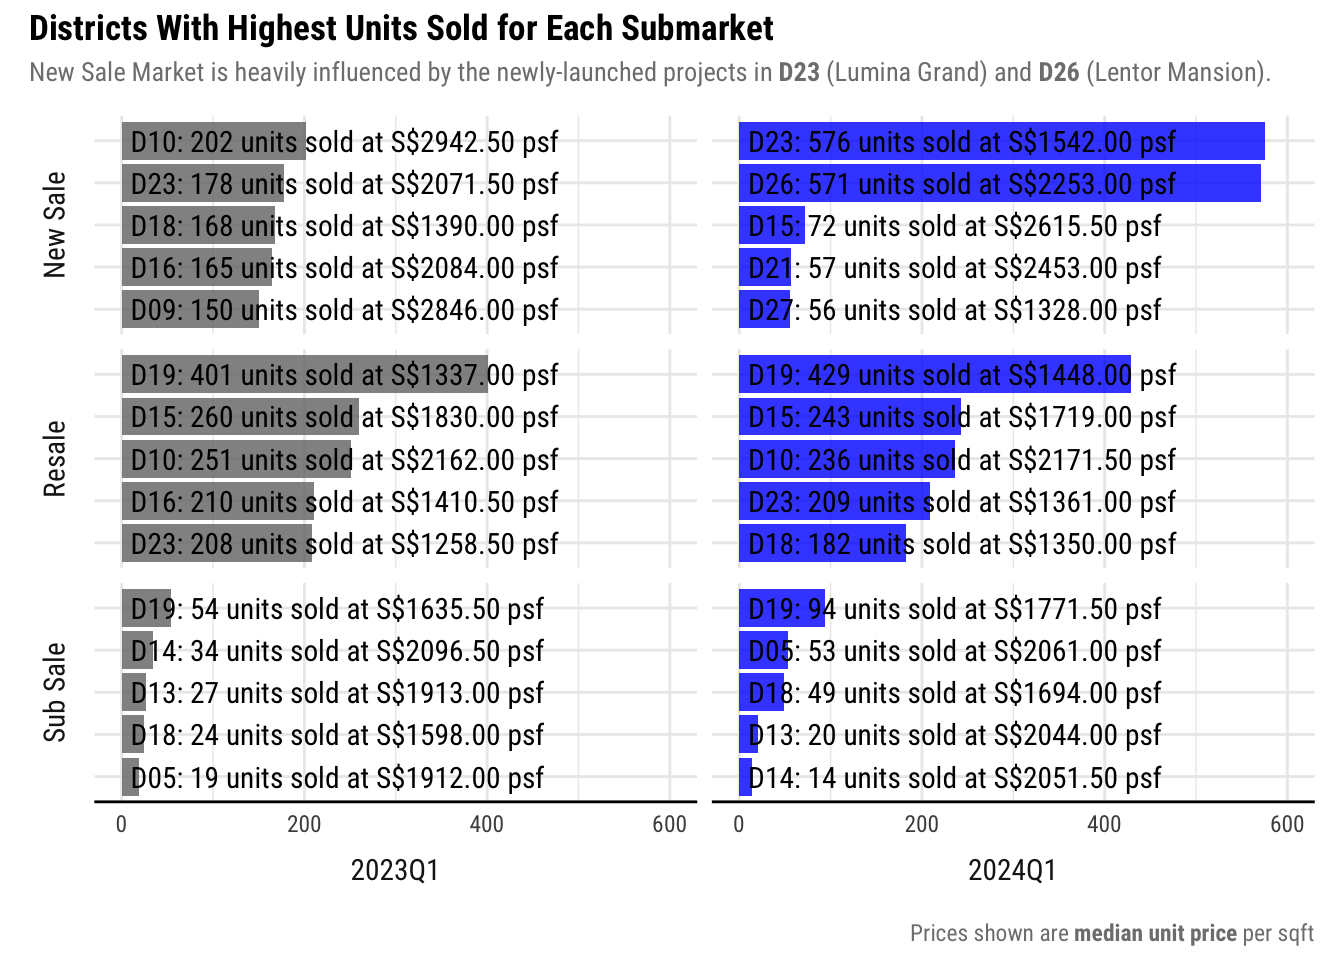 Districts With Highest Units Sold for Each Submarket
New Sale Market is heavily influenced by the newly-launched projects in D23 (Lumina Grand) and D26 (Lentor Mansion).
New Sale
D10: 202 units sold at S$2942.50 psf
D23: 178 units sold at S$2071.50 psf
D18: 168 units sold at S$1390.00 psf
D16: 165 units sold at S$2084.00 psf
D09: 150 units sold at S$2846.00 psf
D23: 576 units sold at S$1542.00 psf
D26: 571 units sold at S$2253.00 psf
D15: 72 units sold at S$2615.50 psf
D21: 57 units sold at S$2453.00 psf
D27: 56 units sold at S$1328.00 psf
Resale
D19: 401 units sold at S$1337.00 psf
D15: 260 units sold at S$1830.00 psf
D10: 251 units sold at S$2162.00 psf
D16: 210 units sold at S$1410.50 psf
D23: 208 units sold at S$1258.50 psf
D19: 429 units sold at S$1448.00 psf
D15: 243 units sold at S$1719.00 psf
D10: 236 units sold at S$2171.50 psf
D23: 209 units sold at S$1361.00 psf
D18: 182 units sold at S$1350.00 psf
Sub Sale
D19: 54 units sold at S$1635.50 psf
D14: 34 units sold at S$2096.50 psf
D13: 27 units sold at S$1913.00 psf
D18: 24 units sold at S$1598.00 psf
D05: 19 units sold at S$1912.00 psf
D19: 94 units sold at S$1771.50 psf
D05: 53 units sold at S$2061.00 psf
D18: 49 units sold at S$1694.00 psf
D13: 20 units sold at S$2044.00 psf
D14: 14 units sold at S$2051.50 psf
0 200 400 600
0 200 400 600
2023Q1
2024Q1
Prices shown are median unit price per sqft